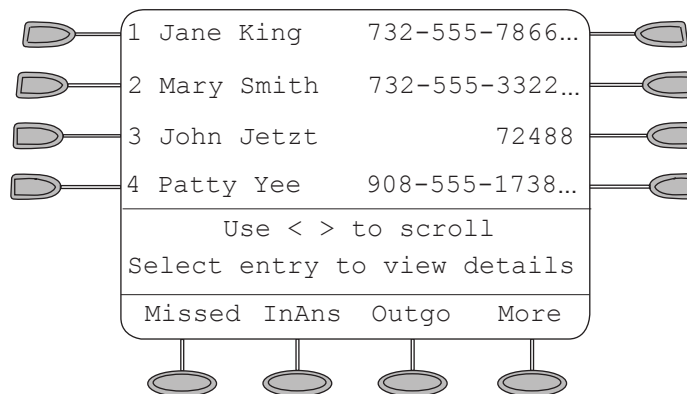 1 Jane King 732-555-7866...
2 Mary Smith 732-555-3322...
3 John Jetzt 72488
4 Patty Yee 908-555-1738...
Use < > to scroll
Select entry to view details
Missed InAns Outgo More